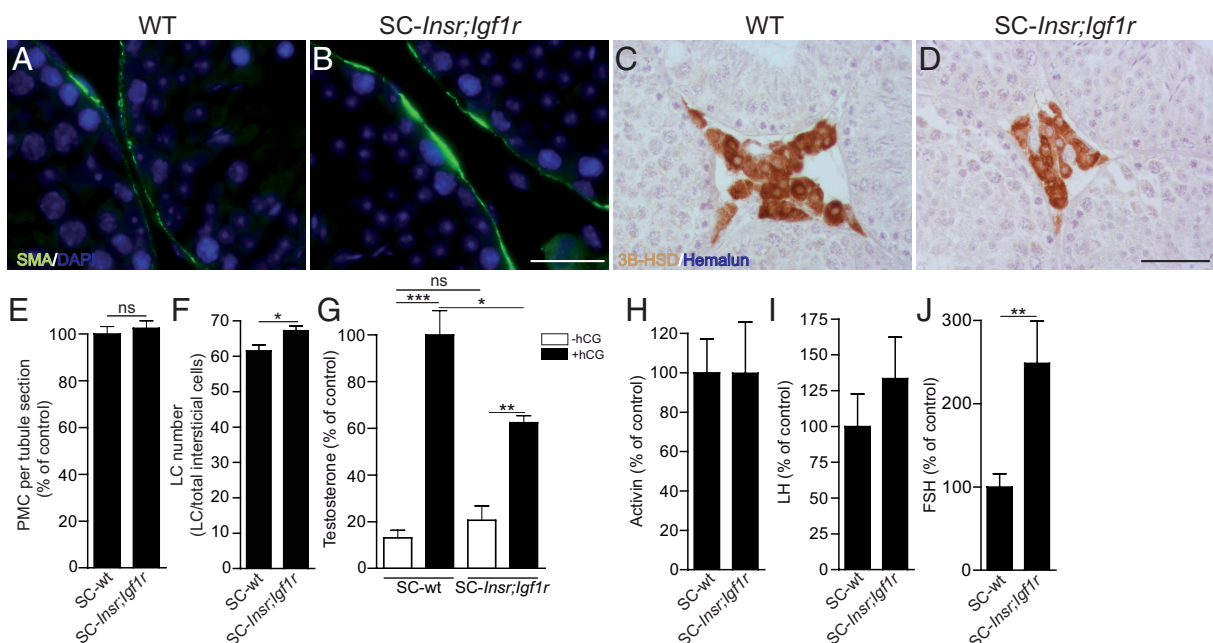 WT
SC-Insr;Igf1r
WT
SC-Insr;Igf1r
A
B
C
D
SMA/DAPI
3B-HSD/Hemalun
E
PMC per tubule section
(% of control)
100
80
60
40
20
0
ns
SC-wt
SC-Insr;Igf1r
F
LC number
(LC/total intersticial cells)
70
60
50
40
30
20
10
0
*
SC-wt
SC-Insr;Igf1r
G
Testosterone (% of control)
100
80
60
40
20
0
ns
***
*
**
-hCG
+hCG
SC-wt
SC-Insr;Igf1r
H
Activin (% of control)
120
100
80
60
40
20
0
SC-wt
SC-Insr;Igf1r
I
LH (% of control)
175
150
125
100
75
50
25
0
SC-wt
SC-Insr;Igf1r
J
FSH (% of control)
300
200
100
0
**
SC-wt
SC-Insr;Igf1r